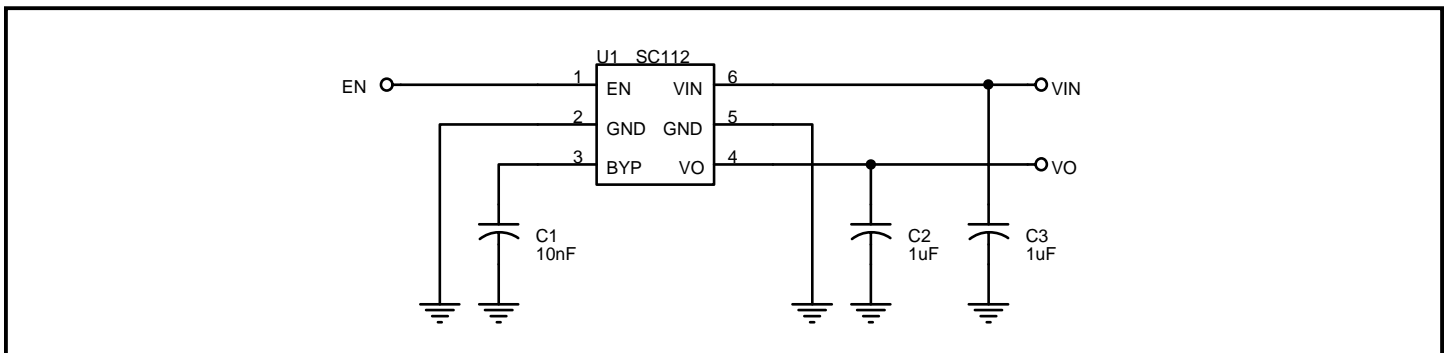 U1 SC112
EN 1 EN VIN 6 VIN
2 GND GND 5
3 BYP VO 4 VO
C1
10nF
C2
1uF
C3
1uF